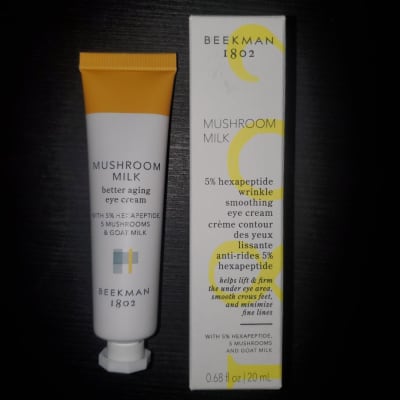 MUSHROOM
MILK
better aging
eye cream
WITH 5% HEXAPEPTIDE,
5 MUSHROOMS
& GOAT MILK
BEEKMAN
1802
BEEKMAN
1802
MUSHROOM
MILK
5% hexapeptide
wrinkle
smoothing
eye cream
crème contour
des yeux
lissante
anti-rides 5%
hexapeptide
helps lift & firm
the under eye area,
smooth crows feet,
and minimize
fine lines
WITH 5% HEXAPEPTIDE,
5 MUSHROOMS
AND GOAT MILK
0.68 fl oz | 20 mL